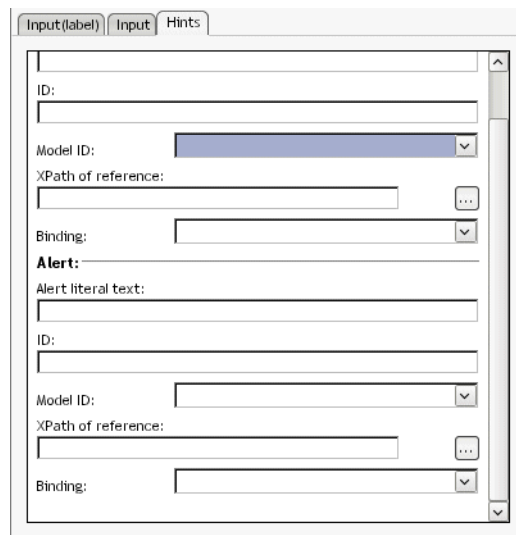 Input(label) Input Hints
ID:
Model ID:
XPath of reference:
...
Binding:
Alert:
Alert literal text:
ID:
Model ID:
XPath of reference:
...
Binding: